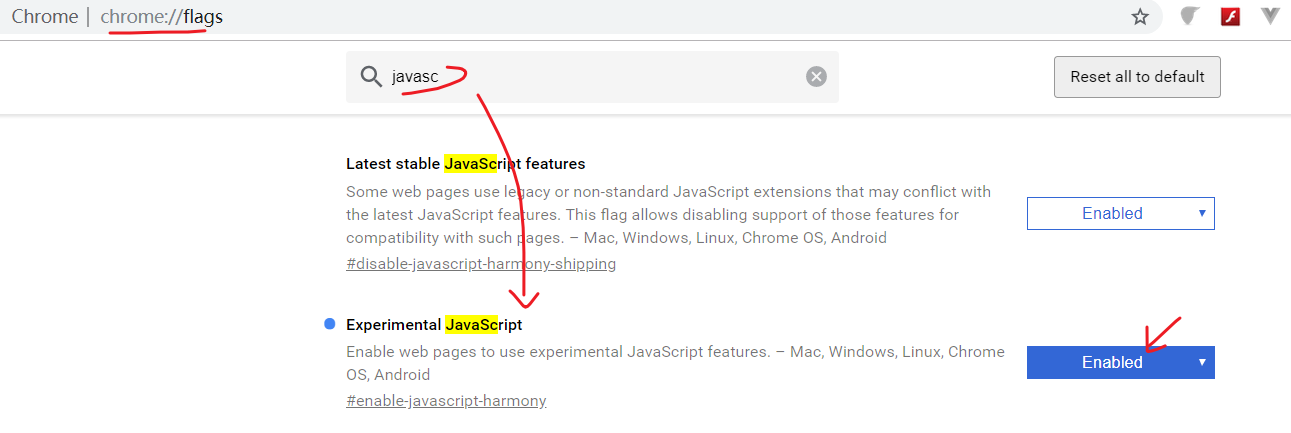 Chrome | chrome://flags
javasc
Reset all to default
Latest stable JavaScript features
Some web pages use legacy or non-standard JavaScript extensions that may conflict with
the latest JavaScript features. This flag allows disabling support of those features for
compatibility with such pages. – Mac, Windows, Linux, Chrome OS, Android
Enabled
#disable-javascript-harmony-shipping
Experimental JavaScript
Enable web pages to use experimental JavaScript features. – Mac, Windows, Linux, Chrome
OS, Android
Enabled
#enable-javascript-harmony